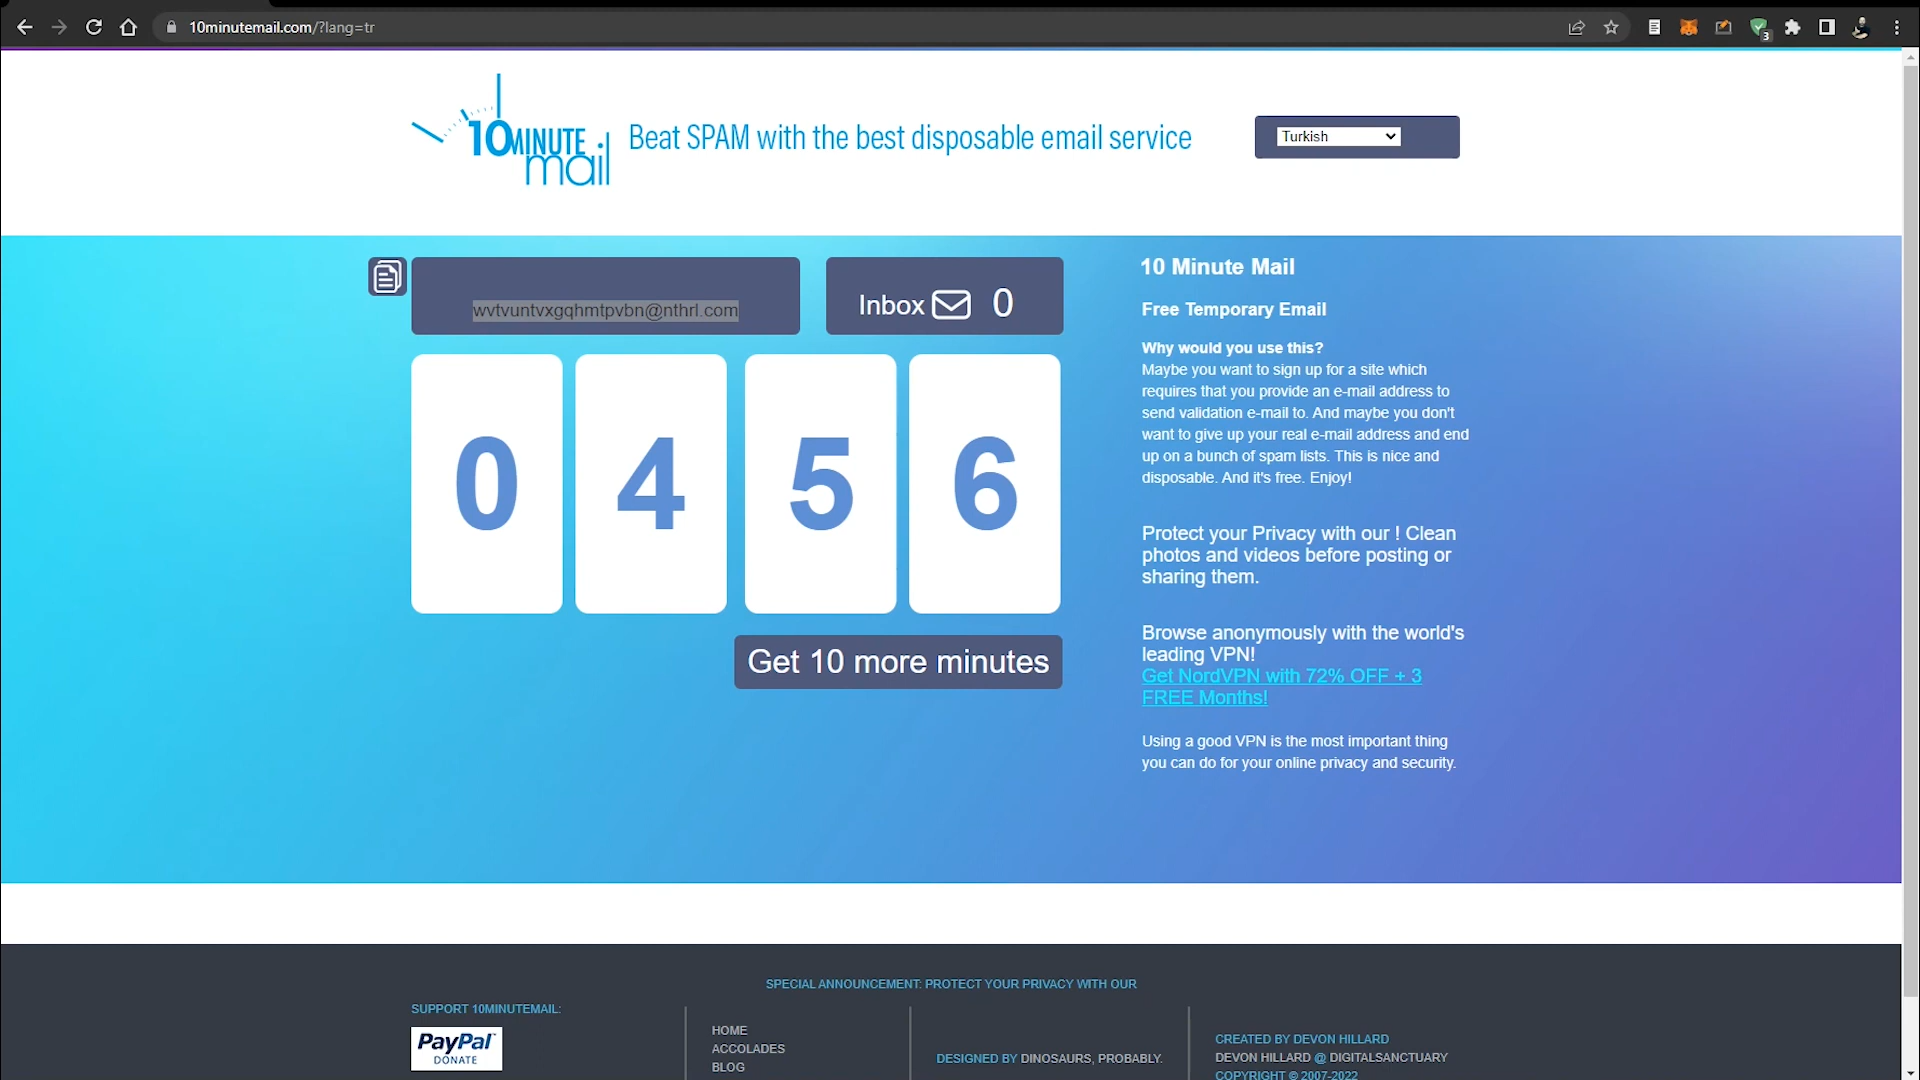 10minutemail.com/?lang=tr
3
10MINUTE
mail
Beat SPAM with the best disposable email service
Turkish
wvtvuntvxgqhmtpvbn@nthrl.com
Inbox 0
0 4 5 6
Get 10 more minutes
10 Minute Mail
Free Temporary Email
Why would you use this?
Maybe you want to sign up for a site which
requires that you provide an e-mail address to
send validation e-mail to. And maybe you don't
want to give up your real e-mail address and end
up on a bunch of spam lists. This is nice and
disposable. And it's free. Enjoy!
Protect your Privacy with our ! Clean
photos and videos before posting or
sharing them.
Browse anonymously with the world's
leading VPN!
Get NordVPN with 72% OFF + 3
FREE Months!
Using a good VPN is the most important thing
you can do for your online privacy and security.
SPECIAL ANNOUNCEMENT: PROTECT YOUR PRIVACY WITH OUR
SUPPORT 10MINUTEMAIL:
PayPal
DONATE
HOME
ACCOLADES
BLOG
DESIGNED BY DINOSAURS, PROBABLY.
CREATED BY DEVON HILLARD
DEVON HILLARD @ DIGITALSANCTUARY
COPYRIGHT © 2007-2022